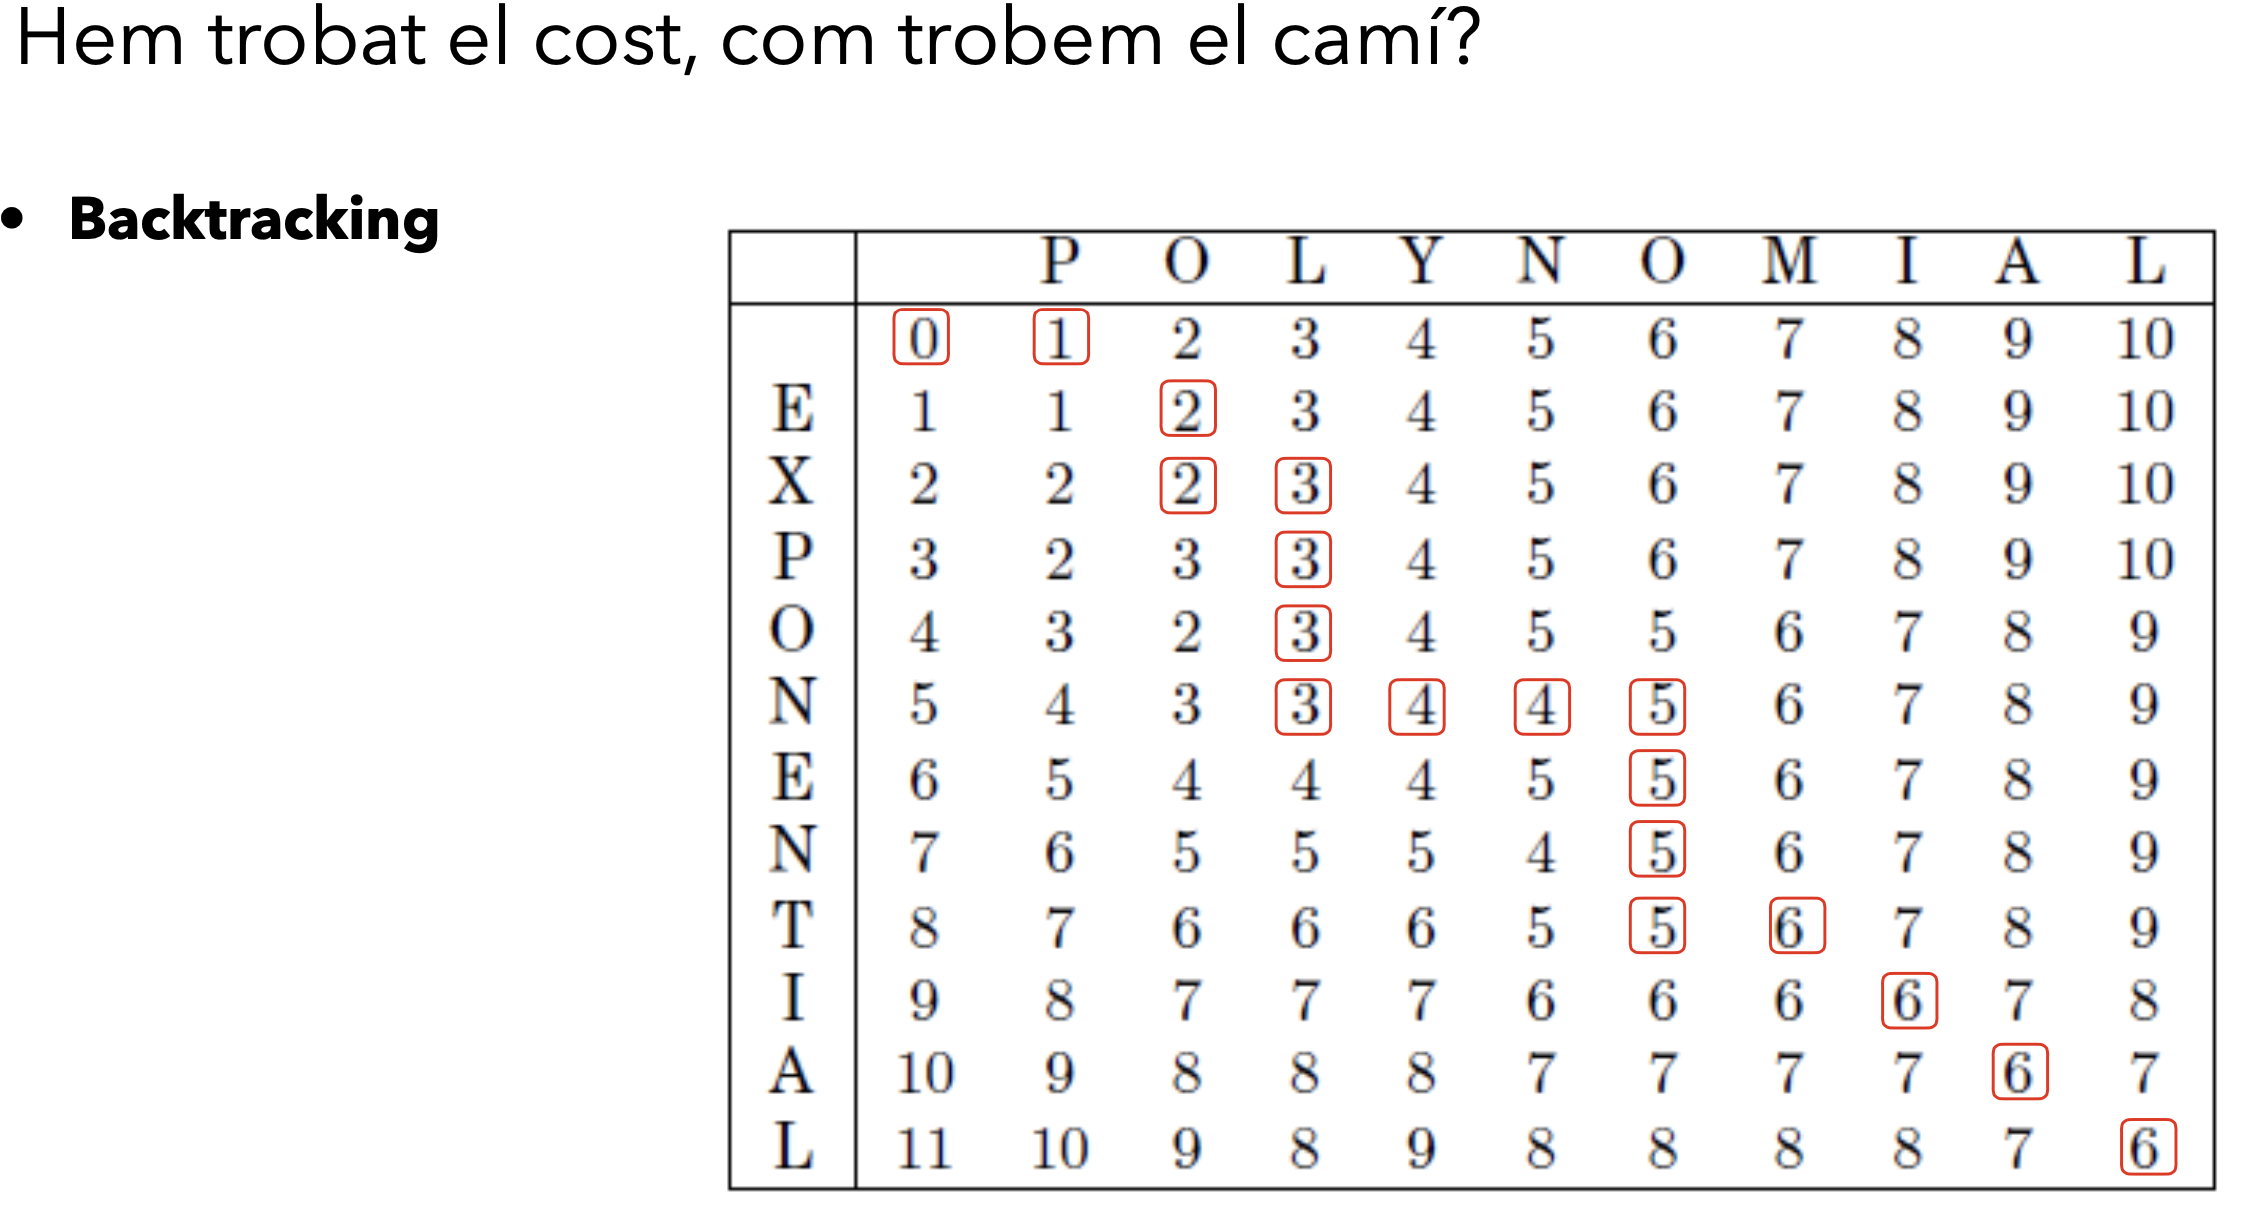 Hem trobat el cost, com trobem el camí?
• Backtracking
P O L Y N O M I A L
0 1 2 3 4 5 6 7 8 9 10
E 1 1 2 3 4 5 6 7 8 9 10
X 2 2 2 3 4 5 6 7 8 9 10
P 3 2 3 3 4 5 6 7 8 9 10
O 4 3 2 3 4 5 5 6 7 8 9
N 5 4 3 3 4 4 5 6 7 8 9
E 6 5 4 4 4 5 5 6 7 8 9
N 7 6 5 5 5 4 5 6 7 8 9
T 8 7 6 6 6 5 5 6 7 8 9
I 9 8 7 7 7 6 6 6 6 7 8
A 10 9 8 8 8 7 7 7 7 6 7
L 11 10 9 8 9 8 8 8 8 7 6